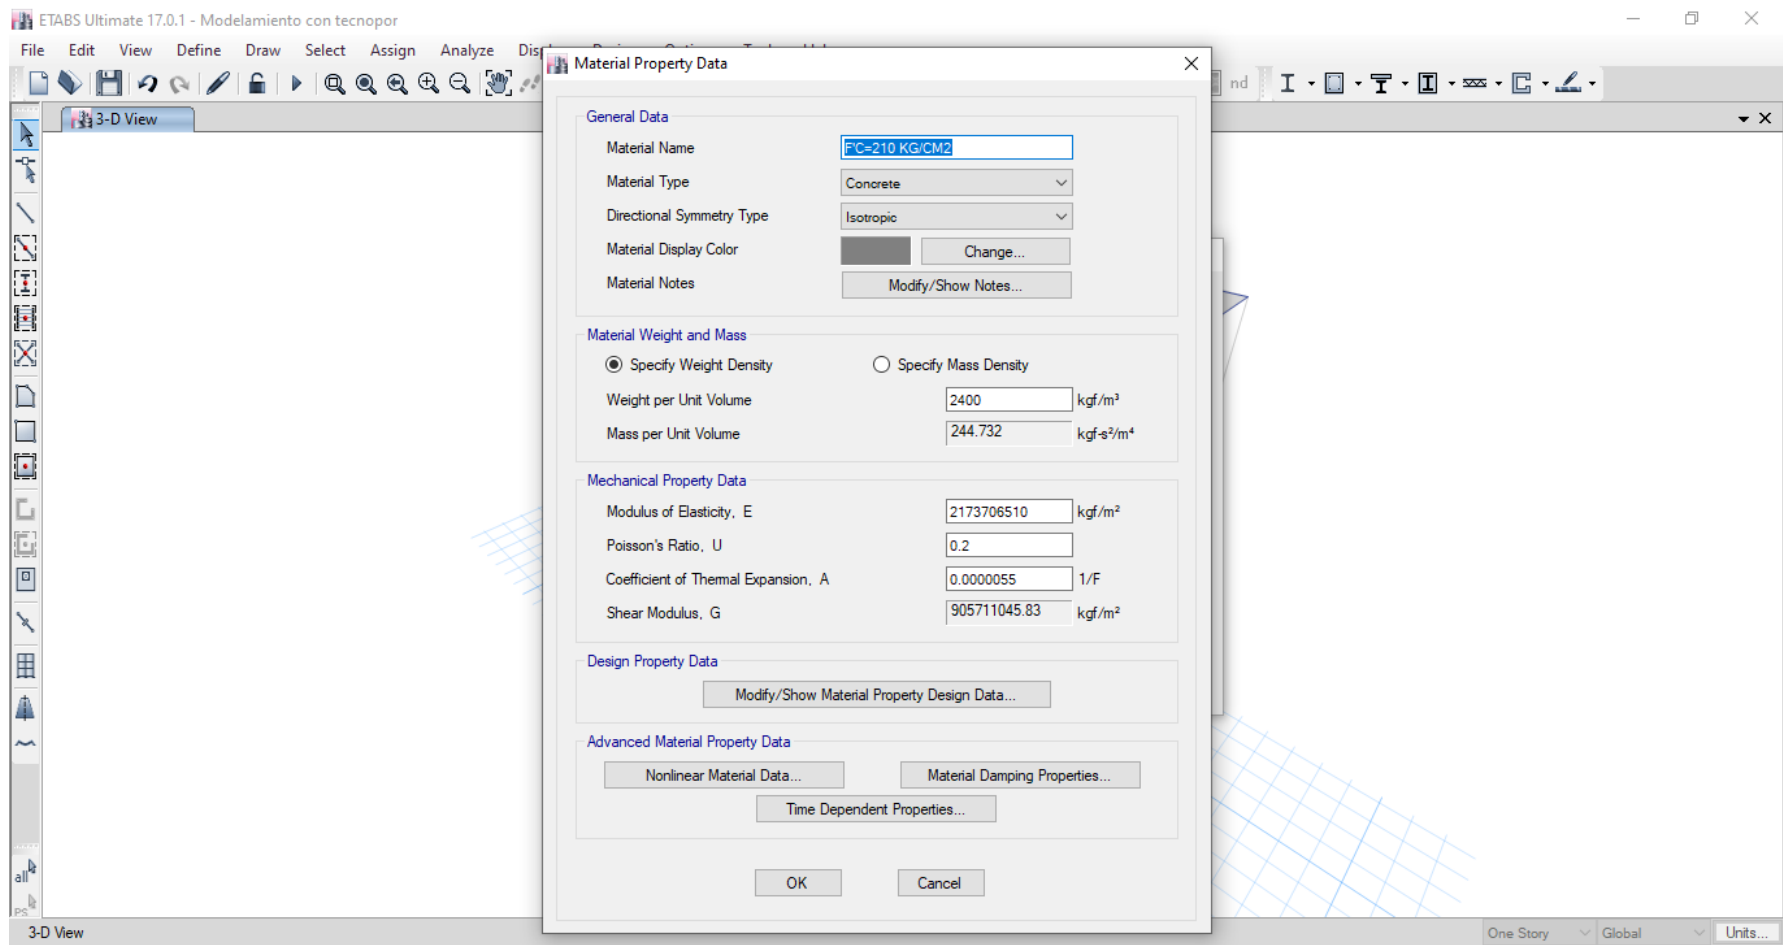 ETABS Ultimate 17.0.1 - Modelamiento con tecnopor
File Edit View Define Draw Select Assign Analyze
nd
3-D View
Material Property Data
General Data
Material Name F'C=210 KG/CM2
Material Type Concrete
Directional Symmetry Type Isotropic
Material Display Color Change...
Material Notes Modify/Show Notes...
Material Weight and Mass
Specify Weight Density Specify Mass Density
Weight per Unit Volume 2400 kgf/m³
Mass per Unit Volume 244.732 kgf-s²/m⁴
Mechanical Property Data
Modulus of Elasticity, E 2173706510 kgf/m²
Poisson's Ratio, U 0.2
Coefficient of Thermal Expansion, A 0.0000055 1/F
Shear Modulus, G 905711045.83 kgf/m²
Design Property Data
Modify/Show Material Property Design Data...
Advanced Material Property Data
Nonlinear Material Data... Material Damping Properties...
Time Dependent Properties...
OK Cancel
all
PS
3-D View One Story Global Units...